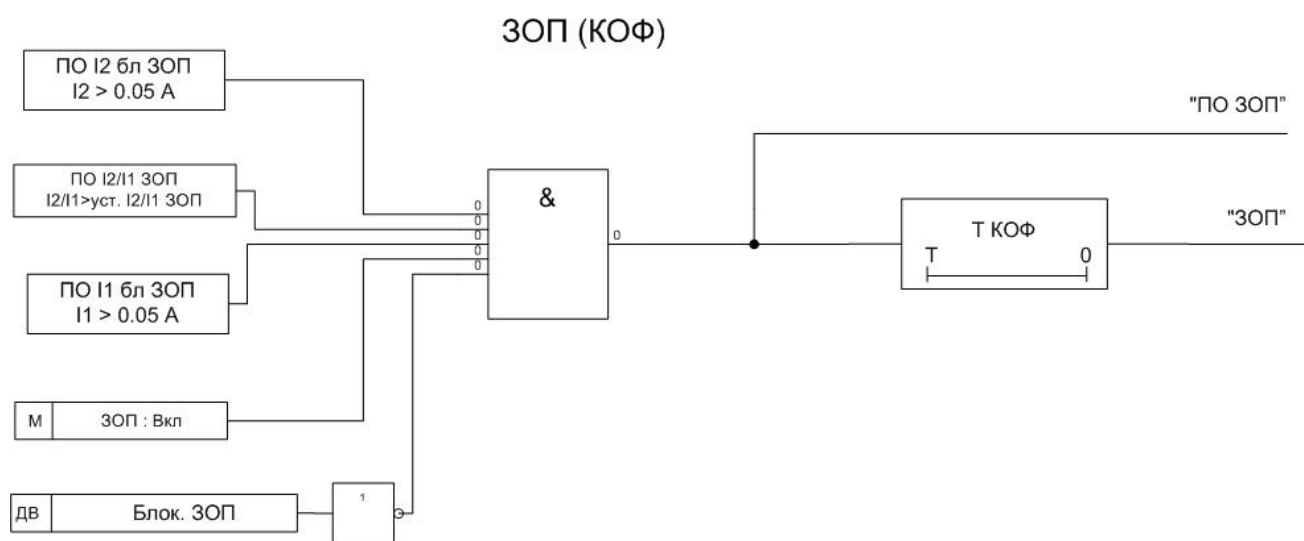 ЗОП (КОФ)
ПО I2 бл ЗОП
I2 > 0.05 А
"ПО ЗОП”
ПО I2/I1 ЗОП
I2/I1>уст. I2/I1 ЗОП
&
0
0
0
0
0
0
Т КОФ
Т 0
"ЗОП”
ПО I1 бл ЗОП
I1 > 0.05 А
М ЗОП : Вкл
ДВ Блок. ЗОП
1